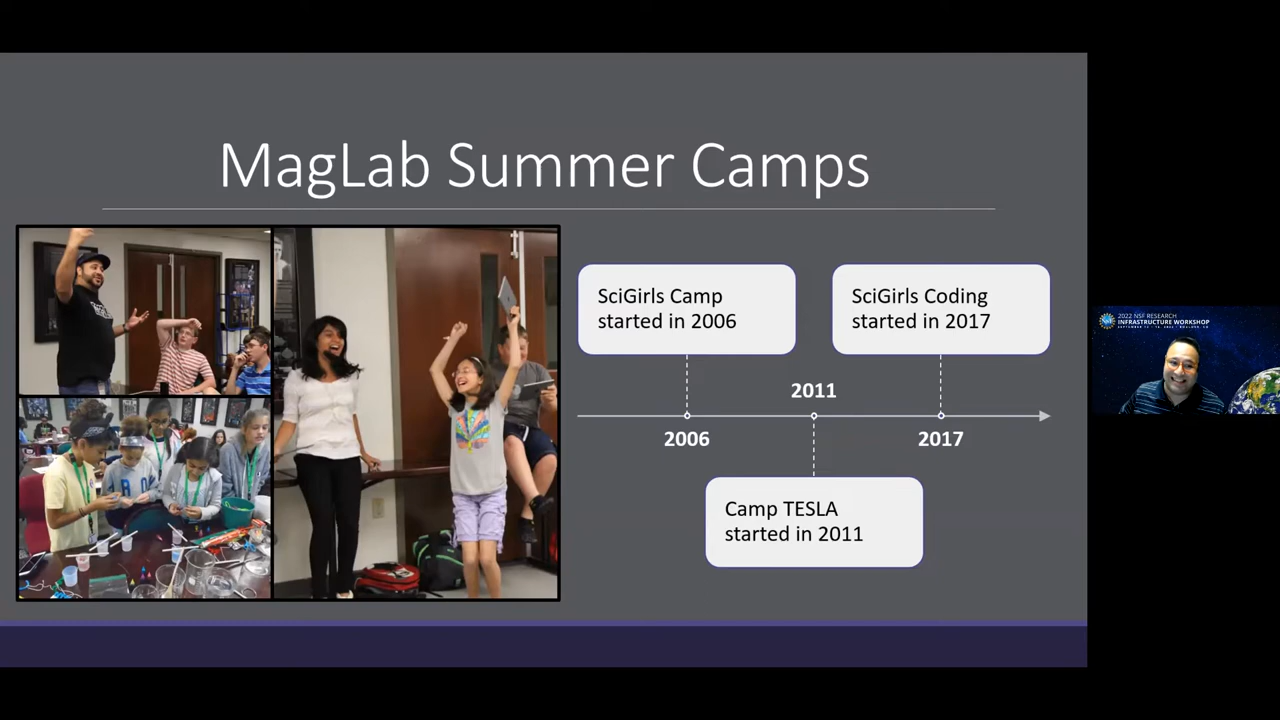 MagLab Summer Camps
SciGirls Camp
started in 2006
SciGirls Coding
started in 2017
2011
2006
2017
Camp TESLA
started in 2011
2022 NSF RESEARCH
INFRASTRUCTURE WORKSHOP